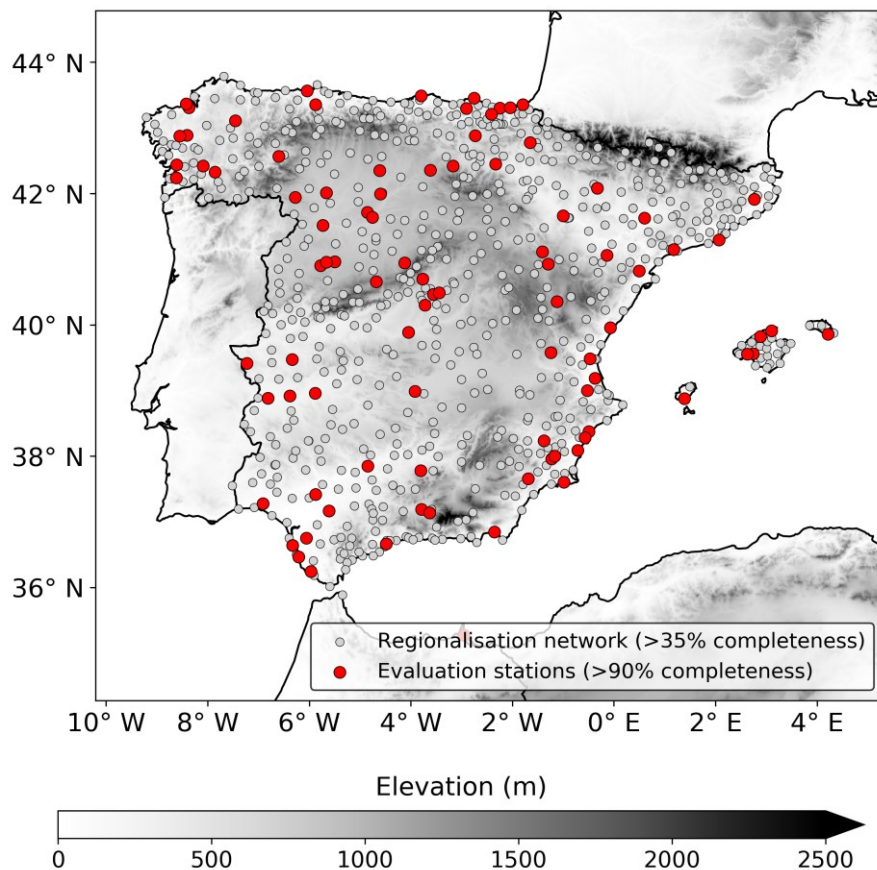 44° N
42° N
40° N
38° N
36° N
Regionalisation network (>35% completeness)
Evaluation stations (>90% completeness)
10° W 8° W 6° W 4° W 2° W 0° E 2° E 4° E
Elevation (m)
0 500 1000 1500 2000 2500